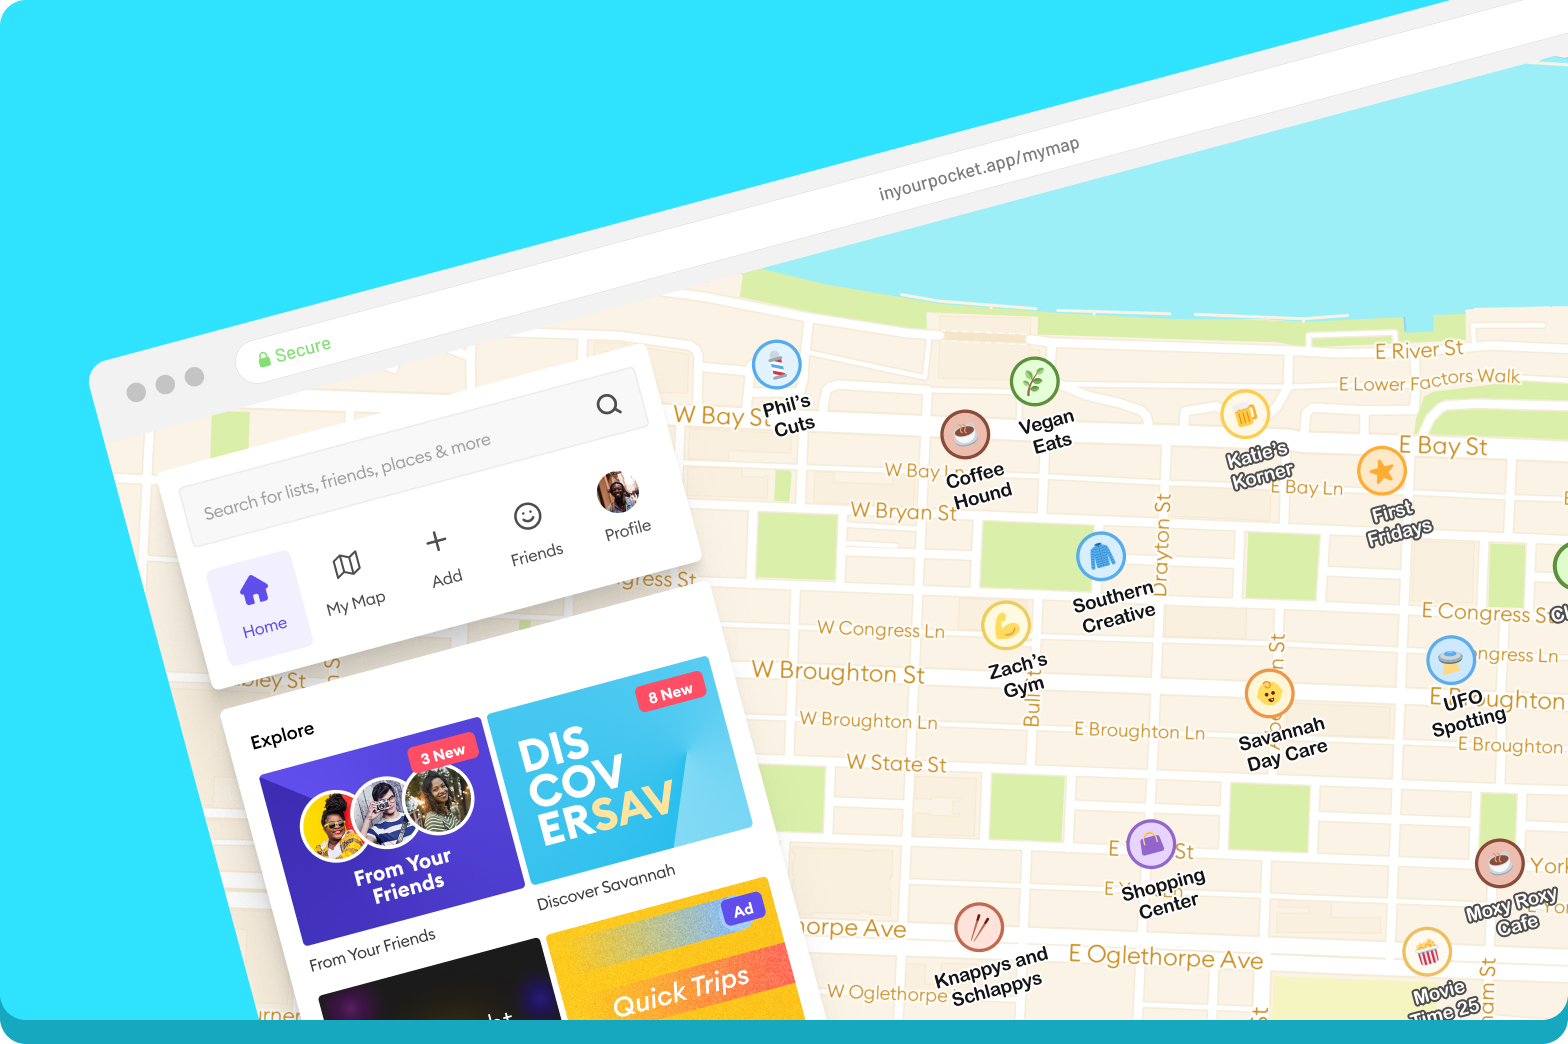 inyourpocket.app/mymap
Secure
Search for lists, friends, places & more
Home
My Map
Add
Friends
Profile
Explore
3 New
From Your
Friends
From Your Friends
8 New
DIS
COV
ERSAV
Discover Savannah
Ad
Quick Trips
Phil's
Cuts
Vegan
Eats
Coffee
Hound
Katie's
Korner
First
Fridays
Southern
Creative
Zach's
Gym
Savannah
Day Care
UFO
Spotting
Shopping
Center
Moxy Roxy
Cafe
Knappys and
Schlappys
Movie
Time 25
E River St
E Lower Factors Walk
W Bay St
E Bay St
W Bay Ln
E Bay Ln
W Bryan St
Drayton St
gress St
E Congress S
W Congress Ln
ngress Ln
W Broughton St
E B oughton
W Broughton Ln
E Broughton Ln
E Broughton
W State St
E St
York
horpe Ave
E Oglethorpe Ave
W Oglethorpe